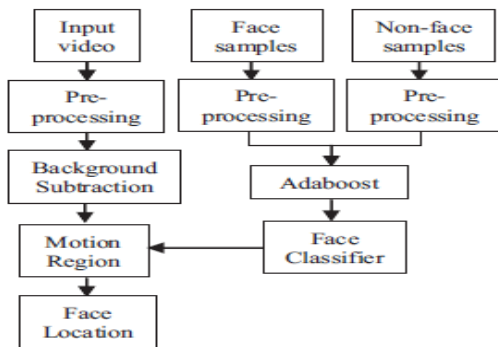 Input
video
Face
samples
Non-face
samples
Pre-
processing
Pre-
processing
Pre-
processing
Background
Subtraction
Adaboost
Motion
Region
Face
Classifier
Face
Location